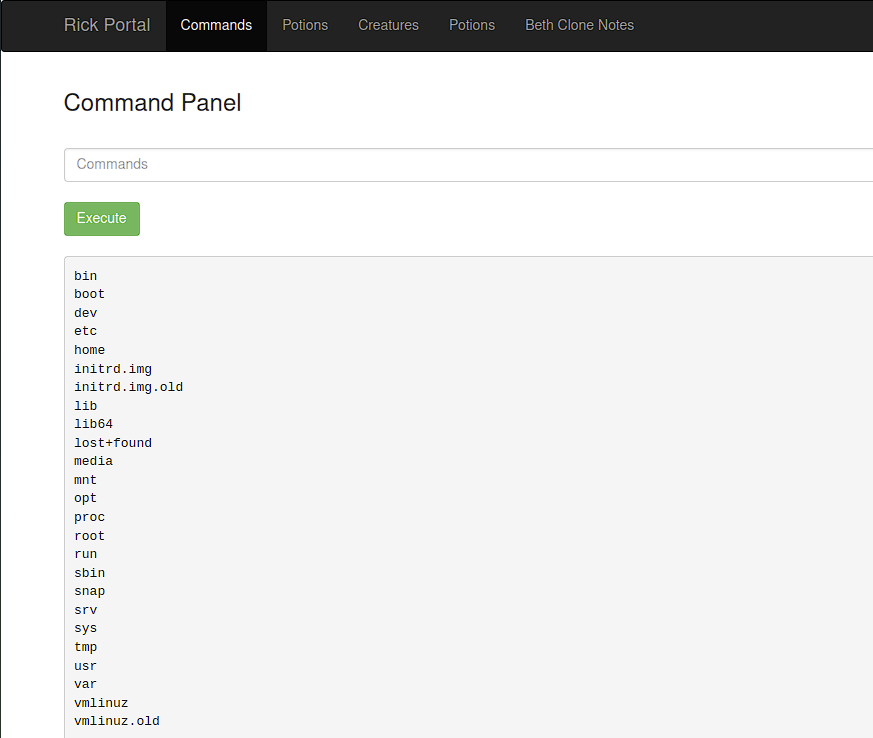 Rick Portal Commands Potions Creatures Potions Beth Clone Notes
Command Panel
Commands
Execute
bin
boot
dev
etc
home
initrd.img
initrd.img.old
lib
lib64
lost+found
media
mnt
opt
proc
root
run
sbin
snap
srv
sys
tmp
usr
var
vmlinuz
vmlinuz.old